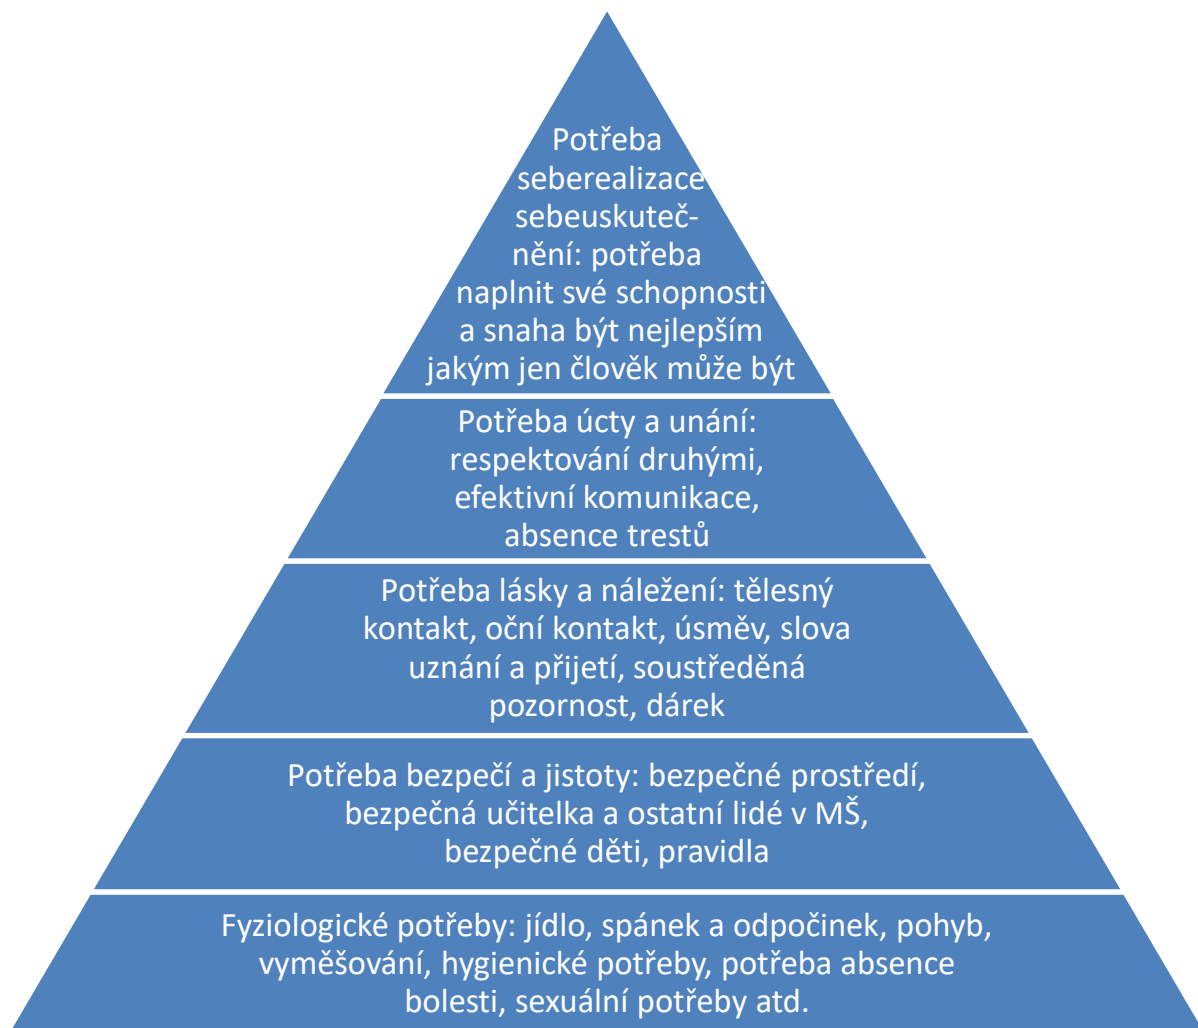 Potřeba
seberealizace
sebeuskuteč-
nění: potřeba
naplnit své schopnosti
a snaha být nejlepším
jakým jen člověk může být
Potřeba úcty a unání:
respektování druhými,
efektivní komunikace,
absence trestů
Potřeba lásky a náležení: tělesný
kontakt, oční kontakt, úsměv, slova
uznání a přijetí, soustředěná
pozornost, dárek
Potřeba bezpečí a jistoty: bezpečné prostředí,
bezpečná učitelka a ostatní lidé v MŠ,
bezpečné děti, pravidla
Fyziologické potřeby: jídlo, spánek a odpočinek, pohyb,
vyměšování, hygienické potřeby, potřeba absence
bolesti, sexuální potřeby atd.